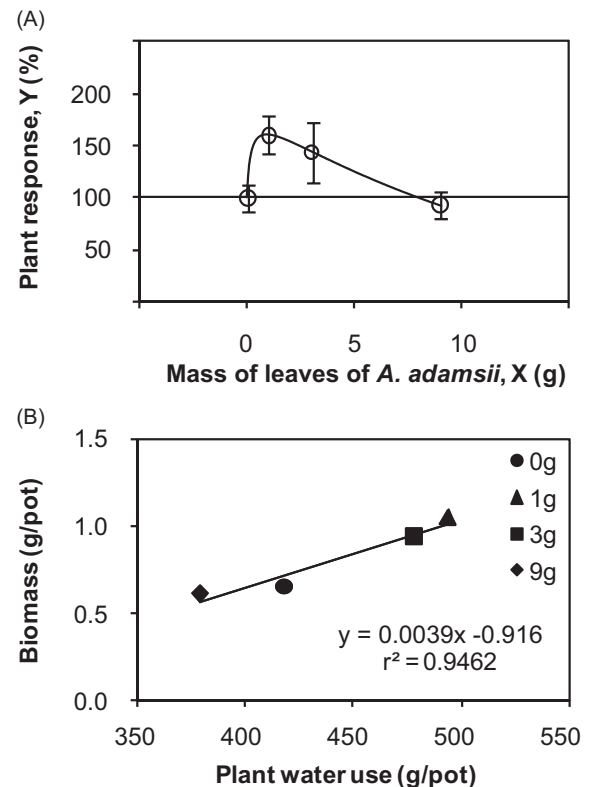 (A)
Plant response, Y (%)
200
150
100
50
0 5 10
Mass of leaves of A. adamsii, X (g)
(B)
Biomass (g/pot)
1.5
1.0
0.5
0.0
0g
1g
3g
9g
y = 0.0039x -0.916
r² = 0.9462
350 400 450 500 550
Plant water use (g/pot)